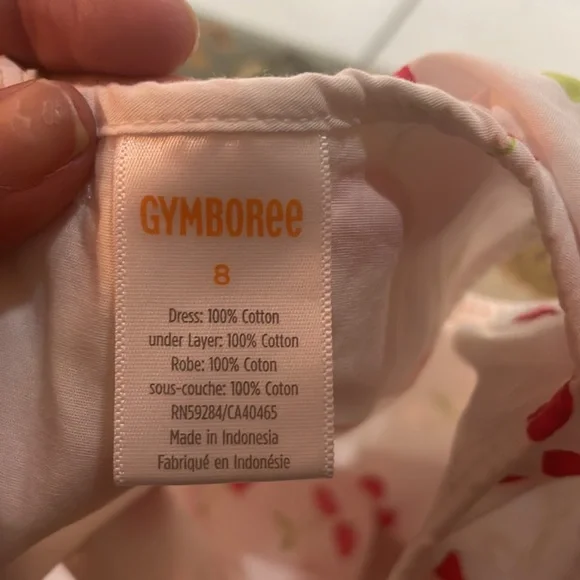 GYMBOREE
8
Dress: 100% Cotton
under Layer: 100% Cotton
Robe: 100% Coton
sous-couche: 100% Coton
RN59284/CA40465
Made in Indonesia
Fabriqué en Indonésie